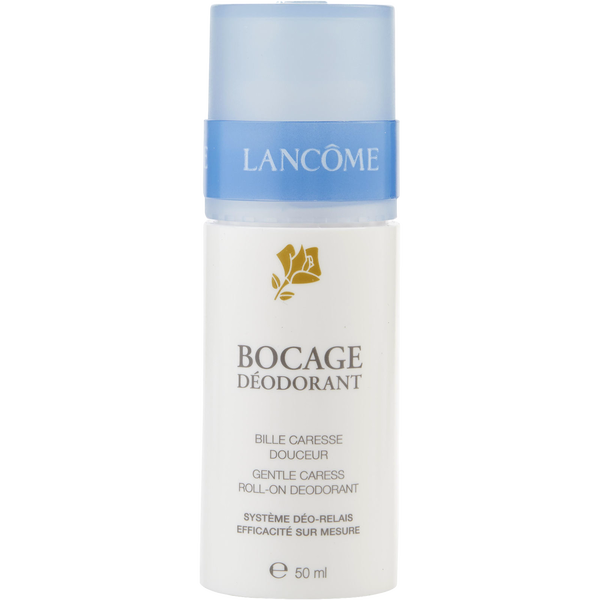 LANCÔME
BOCAGE
DÉODORANT
BILLE CARESSE
DOUCEUR
GENTLE CARESS
ROLL-ON DEODORANT
SYSTÈME DÉO-RELAIS
EFFICACITÉ SUR MESURE
℮ 50 ml